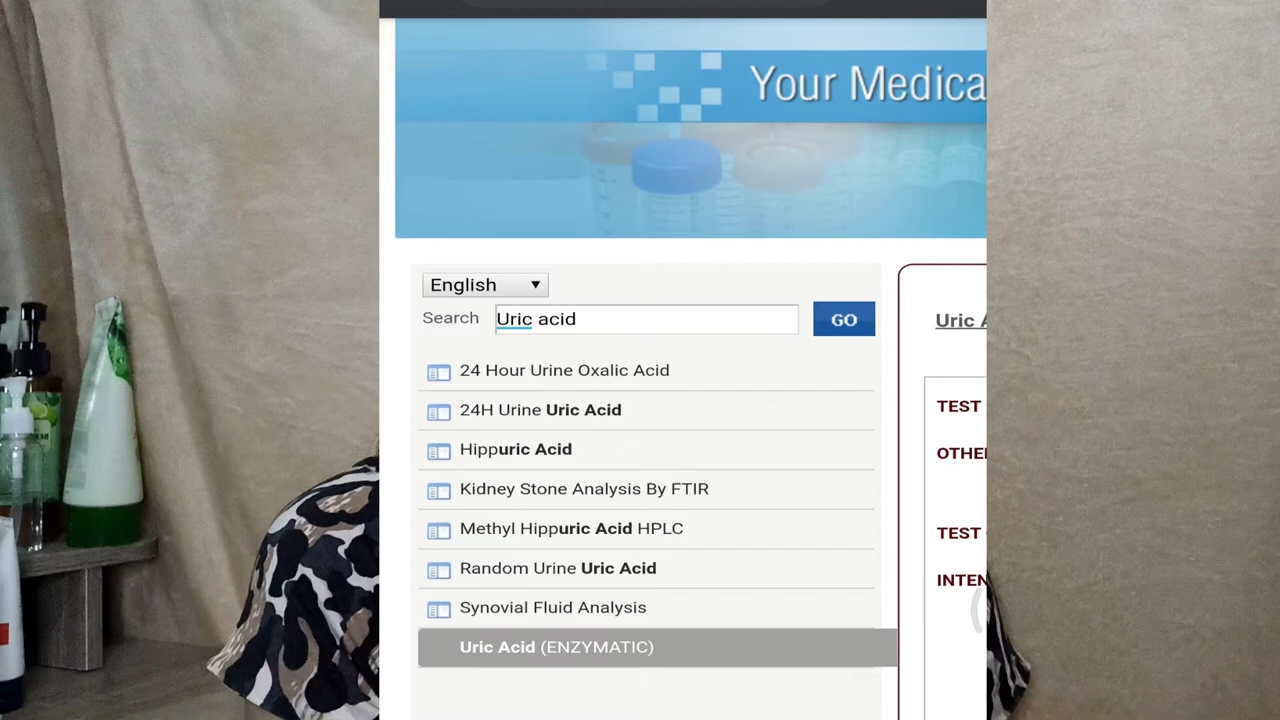 Your Medica
English
Search Uric acid GO
24 Hour Urine Oxalic Acid
24H Urine Uric Acid
Hippuric Acid
Kidney Stone Analysis By FTIR
Methyl Hippuric Acid HPLC
Random Urine Uric Acid
Synovial Fluid Analysis
Uric Acid (ENZYMATIC)
Uric A
TEST
OTHE
TEST
INTEN